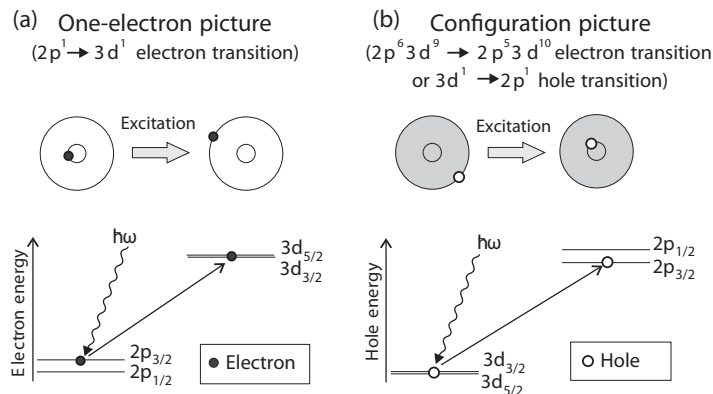 (a) One-electron picture
(2p¹ → 3d¹ electron transition)
Excitation
Electron energy
ħω
3d₅/₂
3d₃/₂
2p₃/₂
2p₁/₂
Electron
(b) Configuration picture
(2p⁶3d⁹ → 2p⁵3d¹⁰ electron transition
or 3d¹ → 2p¹ hole transition)
Excitation
Hole energy
ħω
2p₁/₂
2p₃/₂
3d₃/₂
3d₅/₂
Hole